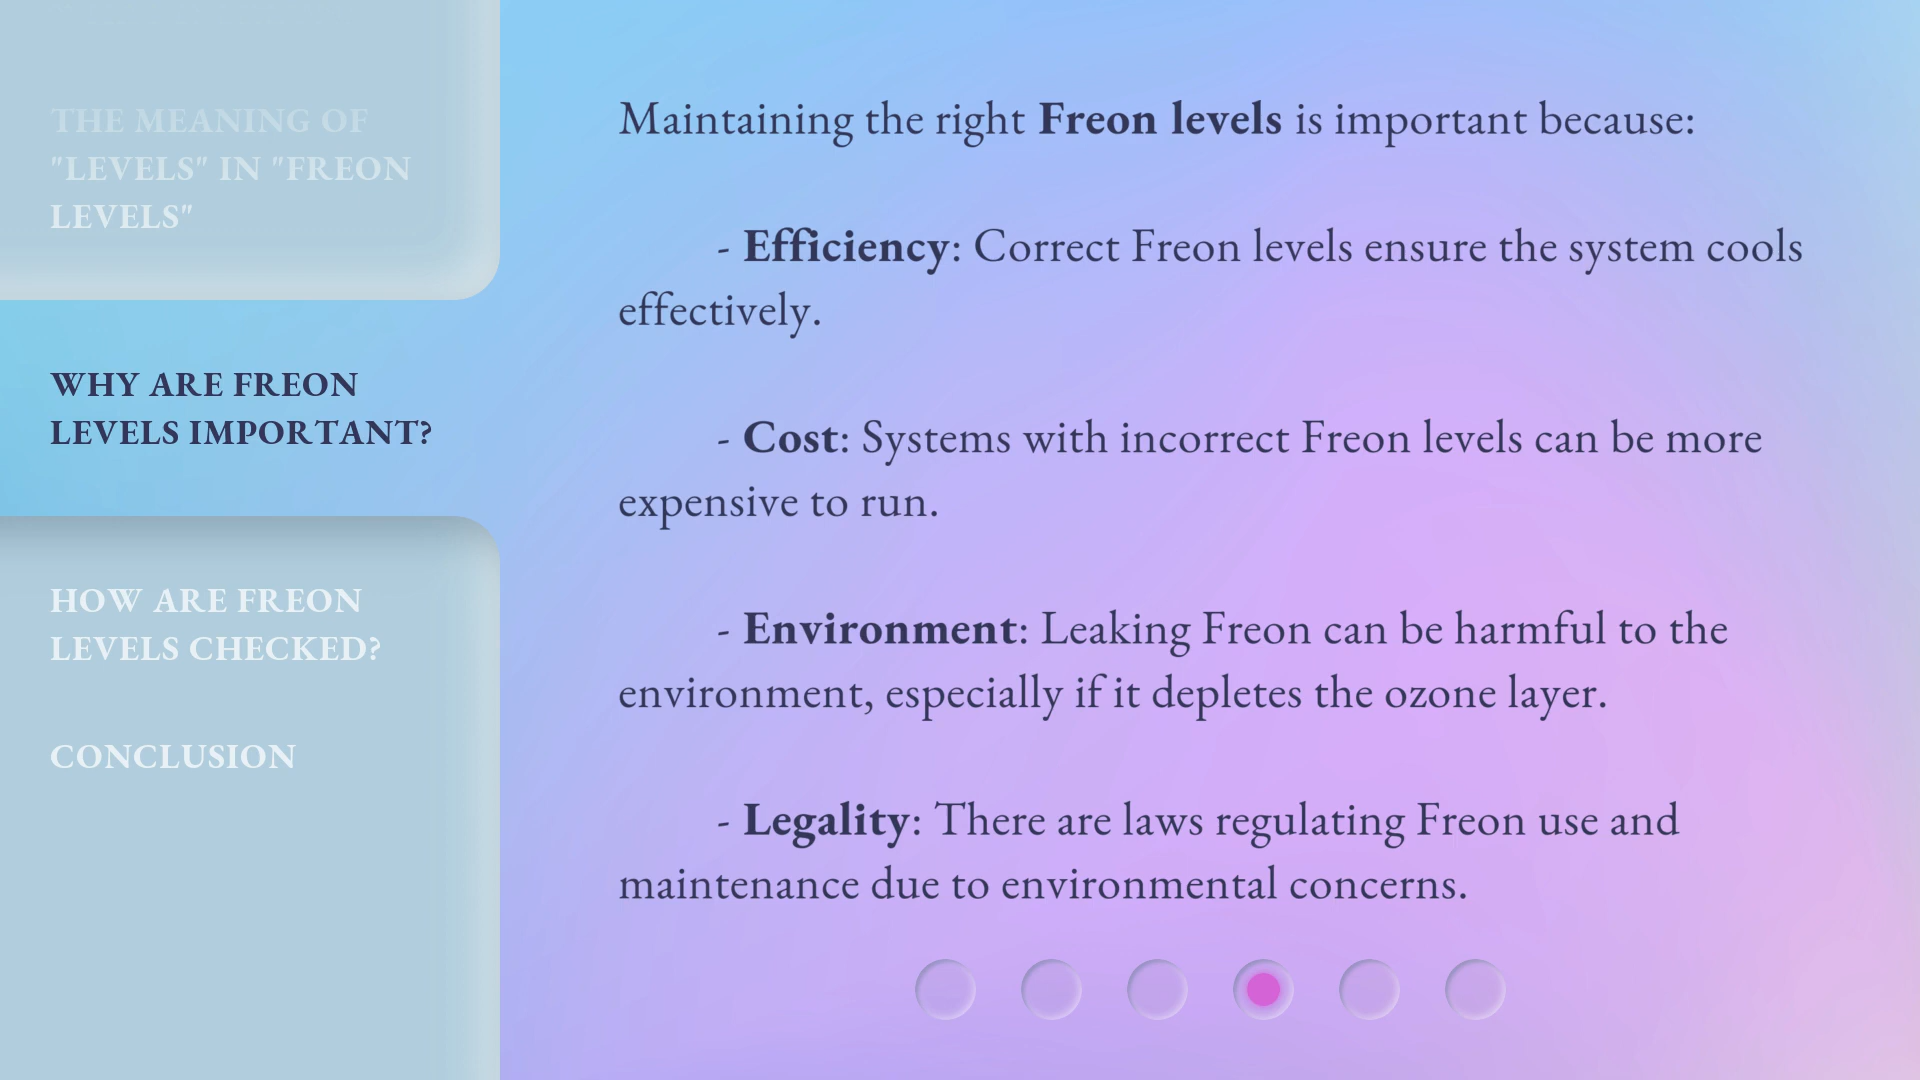 THE MEANING OF
"LEVELS" IN "FREON
LEVELS"
WHY ARE FREON
LEVELS IMPORTANT?
HOW ARE FREON
LEVELS CHECKED?
CONCLUSION
Maintaining the right Freon levels is important because:
- Efficiency: Correct Freon levels ensure the system cools
effectively.
- Cost: Systems with incorrect Freon levels can be more
expensive to run.
- Environment: Leaking Freon can be harmful to the
environment, especially if it depletes the ozone layer.
- Legality: There are laws regulating Freon use and
maintenance due to environmental concerns.